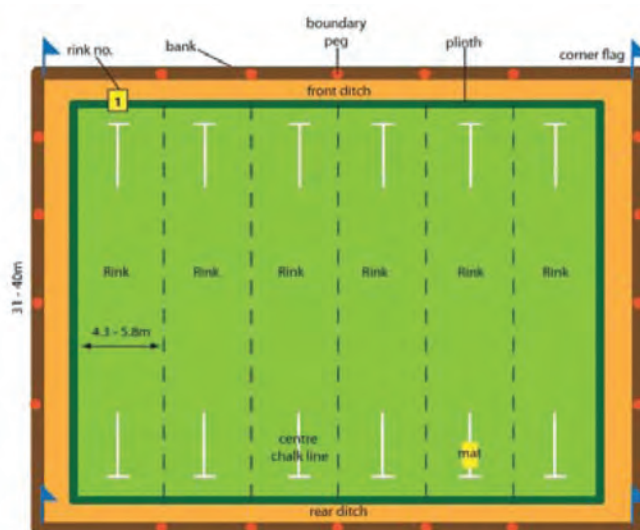 boundary
peg
rink no.
bank
plinth
corner flag
front ditch
1
Rink
Rink
Rink
Rink
Rink
Rink
31 - 40m
4.3 - 5.8m
centre
chalk line
mat
rear ditch